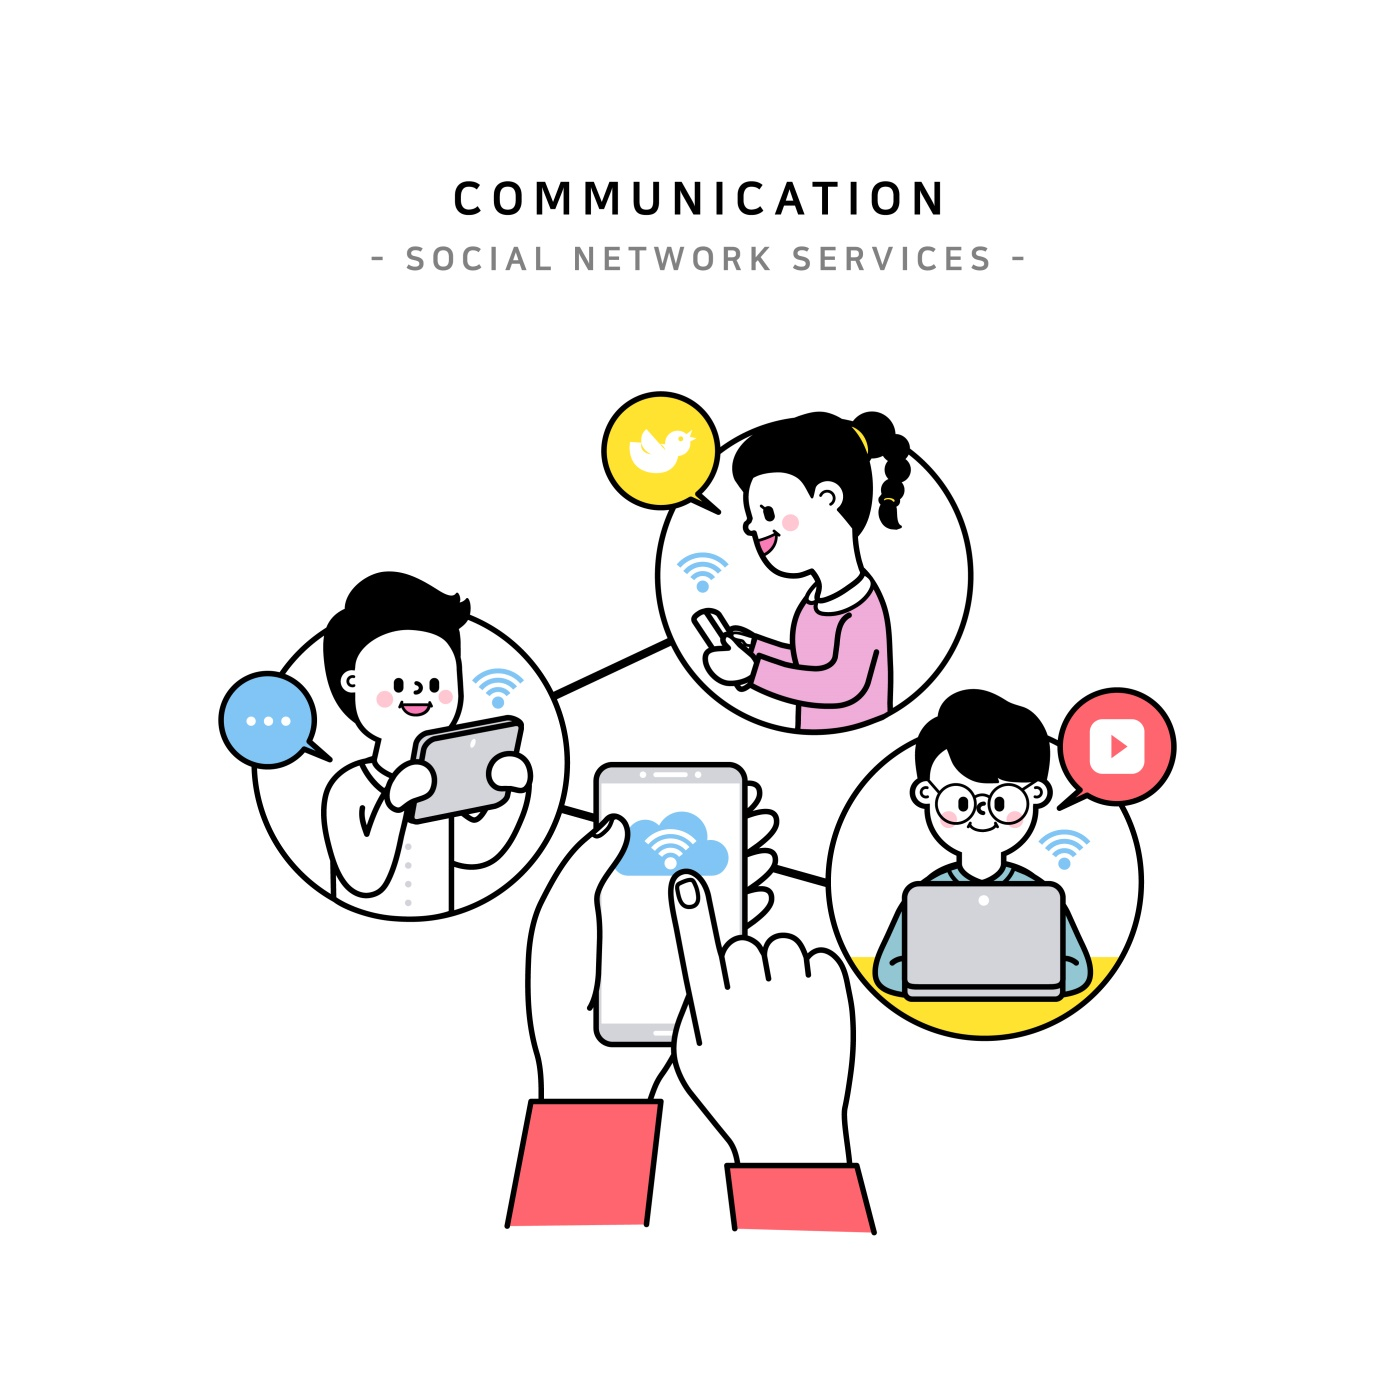 COMMUNICATION
- SOCIAL NETWORK SERVICES -